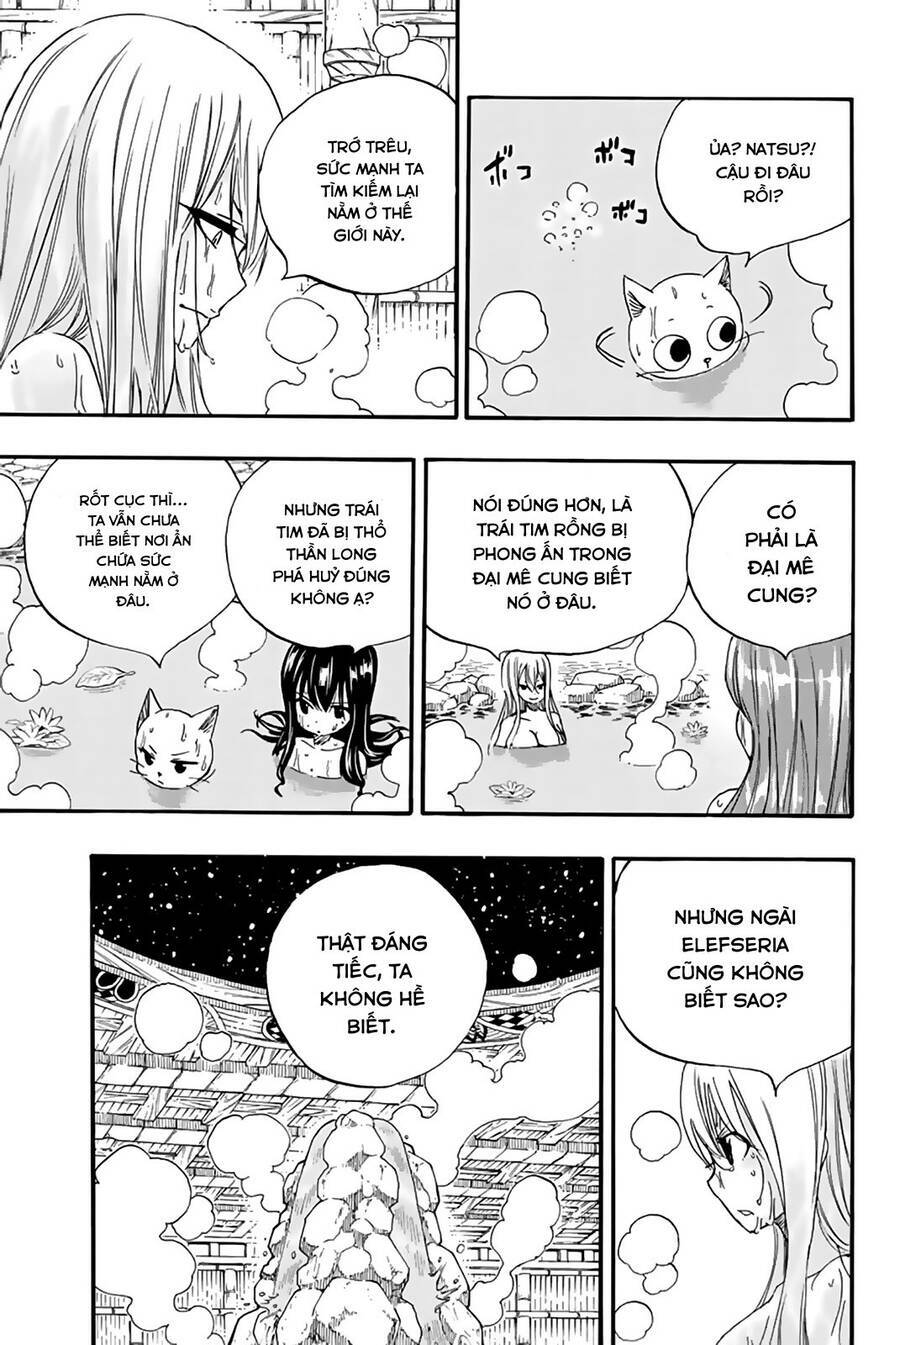 ỦA? NATSU?!
CẬU ĐI ĐÂU
RỒI?
ボコ
ボコ
ボコ
TRỚ TRÊU,
SỨC MẠNH TA
TÌM KIẾM LẠI
NẰM Ở THẾ
GIỚI NÀY.
CÓ
PHẢI LÀ
ĐẠI MÊ
CUNG?
NÓI ĐÚNG HƠN, LÀ
TRÁI TIM RỒNG BỊ
PHONG ẤN TRONG
ĐẠI MÊ CUNG BIẾT
NÓ Ở ĐÂU.
NHƯNG TRÁI
TIM ĐÃ BỊ THỔ
THẦN LONG
PHÁ HUỶ ĐÚNG
KHÔNG Ạ?
RỐT CỤC THÌ...
TA VẪN CHƯA
THỂ BIẾT NƠI ẨN
CHỨA SỨC
MẠNH NẰM Ở
ĐÂU.
NHƯNG NGÀI
ELEFSERIA
CŨNG KHÔNG
BIẾT SAO?
THẬT ĐÁNG
TIẾC, TA
KHÔNG HỀ
BIẾT.